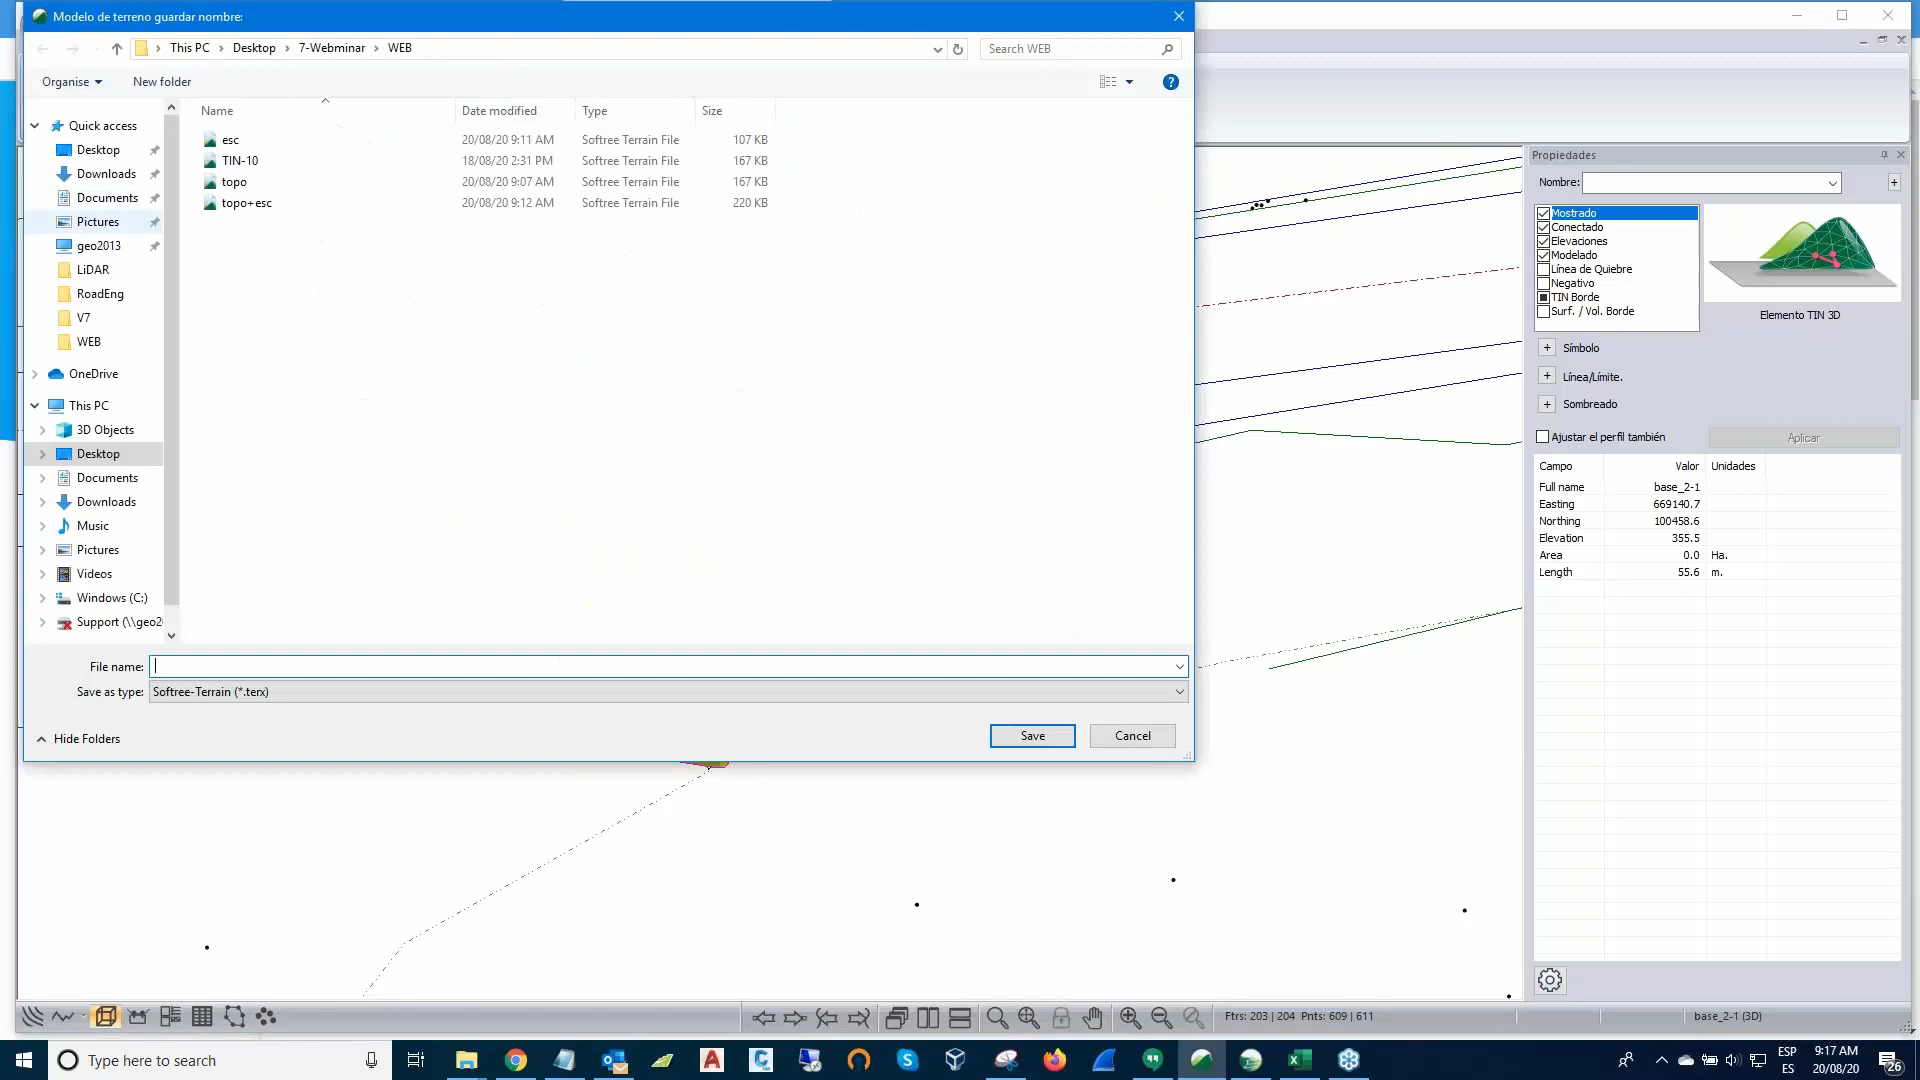 Modelo de terreno guardar nombre:
This PC
Desktop
7-Webminar
WEB
Search WEB
Organise
New folder
Name
Date modified
Type
Size
Quick access
Desktop
Downloads
Documents
Pictures
geo2013
LiDAR
RoadEng
V7
WEB
OneDrive
This PC
3D Objects
Desktop
Documents
Downloads
Music
Pictures
Videos
Windows (C:)
Support (\\geo2
esc 20/08/20 9:11 AM Softree Terrain File 107 KB
TIN-10 18/08/20 2:31 PM Softree Terrain File 167 KB
topo 20/08/20 9:07 AM Softree Terrain File 167 KB
topo+esc 20/08/20 9:12 AM Softree Terrain File 220 KB
File name:
Save as type: Softree-Terrain (*.terx)
Hide Folders
Save
Cancel
Propiedades
Nombre:
Mostrado
Conectado
Elevaciones
Modelado
Línea de Quiebre
Negativo
TIN Borde
Surf. / Vol. Borde
Elemento TIN 3D
Símbolo
Línea/Límite.
Sombreado
Ajustar el perfil también
Aplicar
Campo Valor Unidades
Full name base_2-1
Easting 669140.7
Northing 100458.6
Elevation 355.5
Area 0.0 Ha.
Length 55.6 m.
Ftrs: 203 | 204 Pnts: 609 | 611
base_2-1 (3D)
Type here to search
ESP
ES
9:17 AM
20/08/20
26